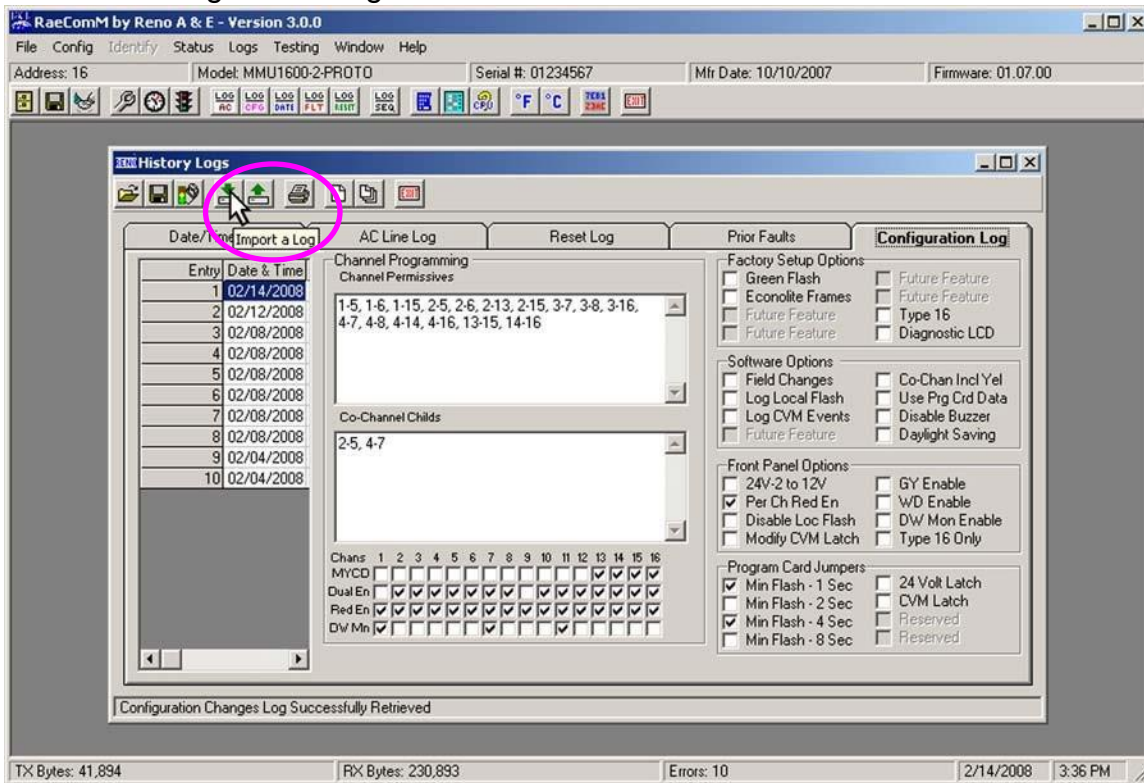 RaeComM by Reno A & E - Version 3.0.0
File Config Identify Status Logs Testing Window Help
Address: 16 Model: MMU1600-2-PROTO Serial #: 01234567 Mfr Date: 10/10/2007 Firmware: 01.07.00
LOG AC LOG CFG LOG DATE LOG FLT LOG RESET LOG SEQ CPU °F °C 7E81 23AC EXIT
RENO History Logs
EXIT
Import a Log
AC Line Log Reset Log Prior Faults Configuration Log
Entry Date & Time
1 02/14/2008
2 02/12/2008
3 02/08/2008
4 02/08/2008
5 02/08/2008
6 02/08/2008
7 02/08/2008
8 02/08/2008
9 02/04/2008
10 02/04/2008
Channel Programming
Channel Permissives
1-5, 1-6, 1-15, 2-5, 2-6, 2-13, 2-15, 3-7, 3-8, 3-16,
4-7, 4-8, 4-14, 4-16, 13-15, 14-16
Co-Channel Childs
2-5, 4-7
Chans 1 2 3 4 5 6 7 8 9 10 11 12 13 14 15 16
MYCD
Dual En
Red En
DW Mn
Factory Setup Options
Green Flash Future Feature
Econolite Frames Future Feature
Future Feature Type 16
Future Feature Diagnostic LCD
Software Options
Field Changes Co-Chan Incl Yel
Log Local Flash Use Prg Crd Data
Log CVM Events Disable Buzzer
Future Feature Daylight Saving
Front Panel Options
24V-2 to 12V GY Enable
Per Ch Red En WD Enable
Disable Loc Flash DW Mon Enable
Modify CVM Latch Type 16 Only
Program Card Jumpers
Min Flash - 1 Sec 24 Volt Latch
Min Flash - 2 Sec CVM Latch
Min Flash - 4 Sec Reserved
Min Flash - 8 Sec Reserved
Configuration Changes Log Successfully Retrieved
TX Bytes: 41,894 RX Bytes: 230,893 Errors: 10 2/14/2008 3:36 PM